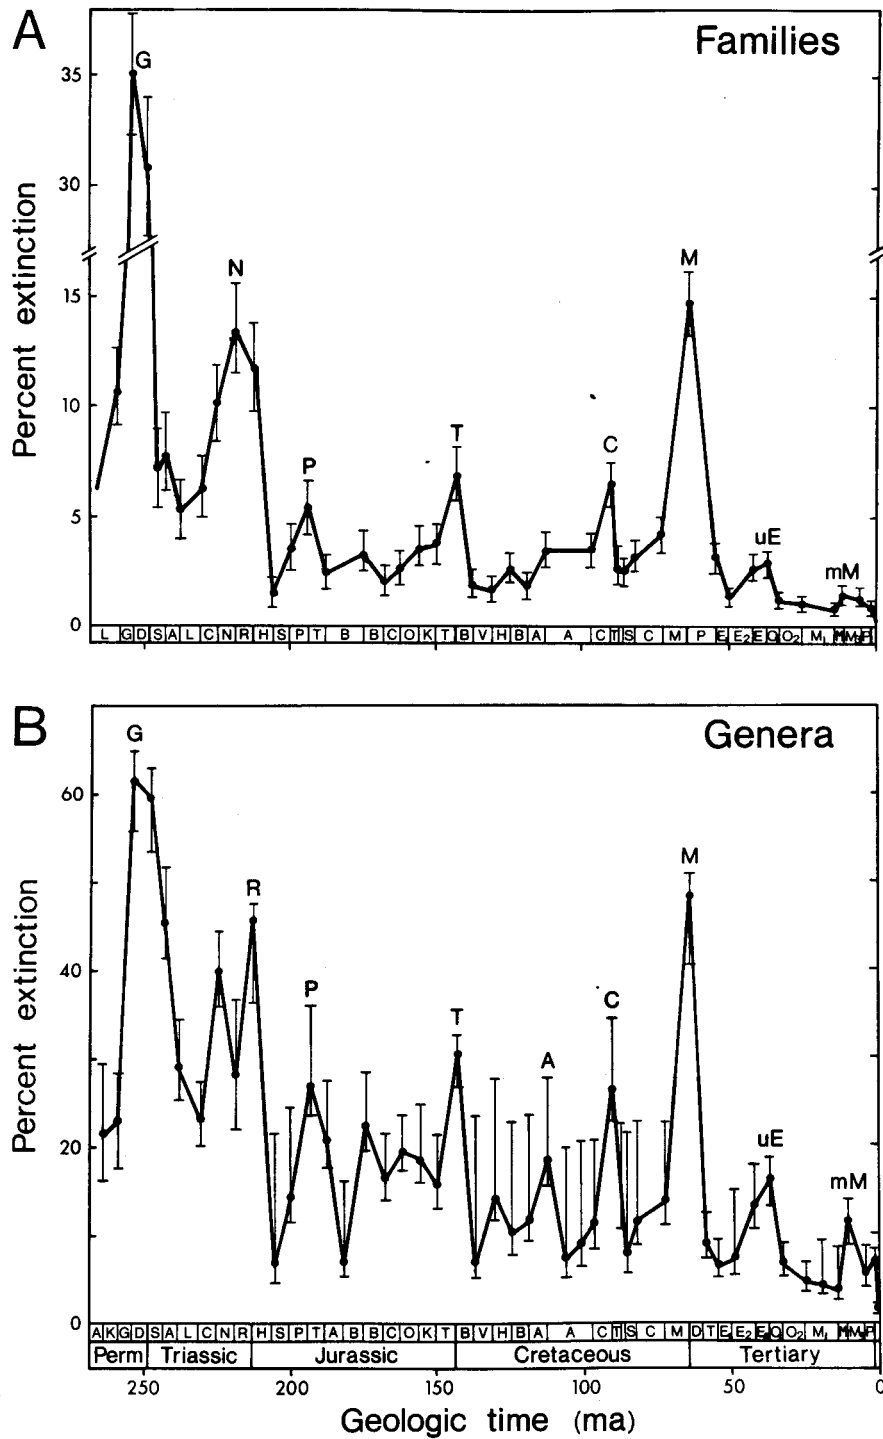 A
Families
G
35
30
N
M
15
10
P
T
C
5
uE
mM
0
Percent extinction
L G D S A L C N R H S P T B B C O K T B V H B A A C T S C M P E E2 E O O2 M1
B
Genera
G
60
M
R
40
P
C
T
A
20
uE
mM
0
Percent extinction
A K G D S A L C N R H S P T A B B C O K T B V H B A A C T S C M D T E E2 E O O2 M1
Perm Triassic Jurassic Cretaceous Tertiary
250 200 150 100 50 0
Geologic time (ma)